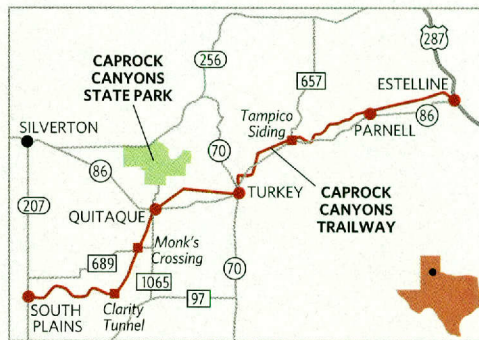 287
256
CAPROCK
CANYONS
STATE PARK
657
ESTELLINE
Tampico
Siding
SILVERTON
PARNELL
86
70
86
TURKEY
CAPROCK
CANYONS
TRAILWAY
207
QUITAQUE
Monk's
Crossing
689
70
1065
97
SOUTH
PLAINS
Clarity
Tunnel